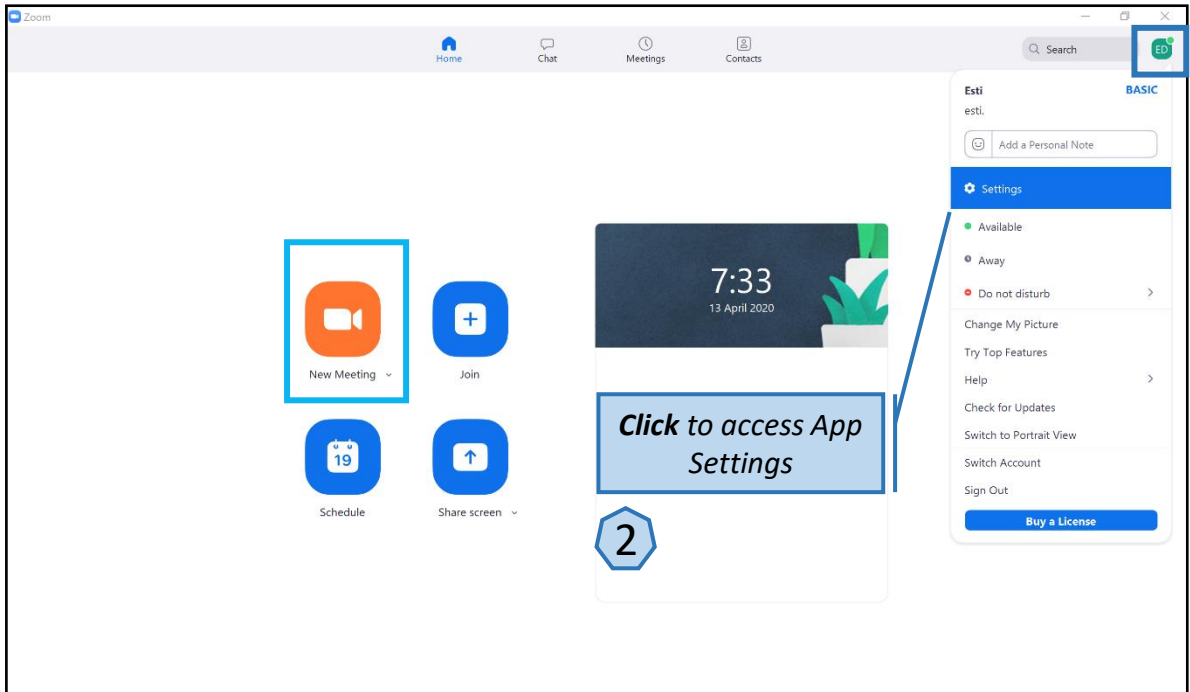 Zoom
Home
Chat
Meetings
Contacts
Search
ED
Esti
BASIC
esti.
Add a Personal Note
Settings
Available
Away
Do not disturb
Change My Picture
Try Top Features
Help
Check for Updates
Switch to Portrait View
Switch Account
Sign Out
Buy a License
New Meeting
Join
19
Schedule
Share screen
7:33
13 April 2020
Click to access App
Settings
2